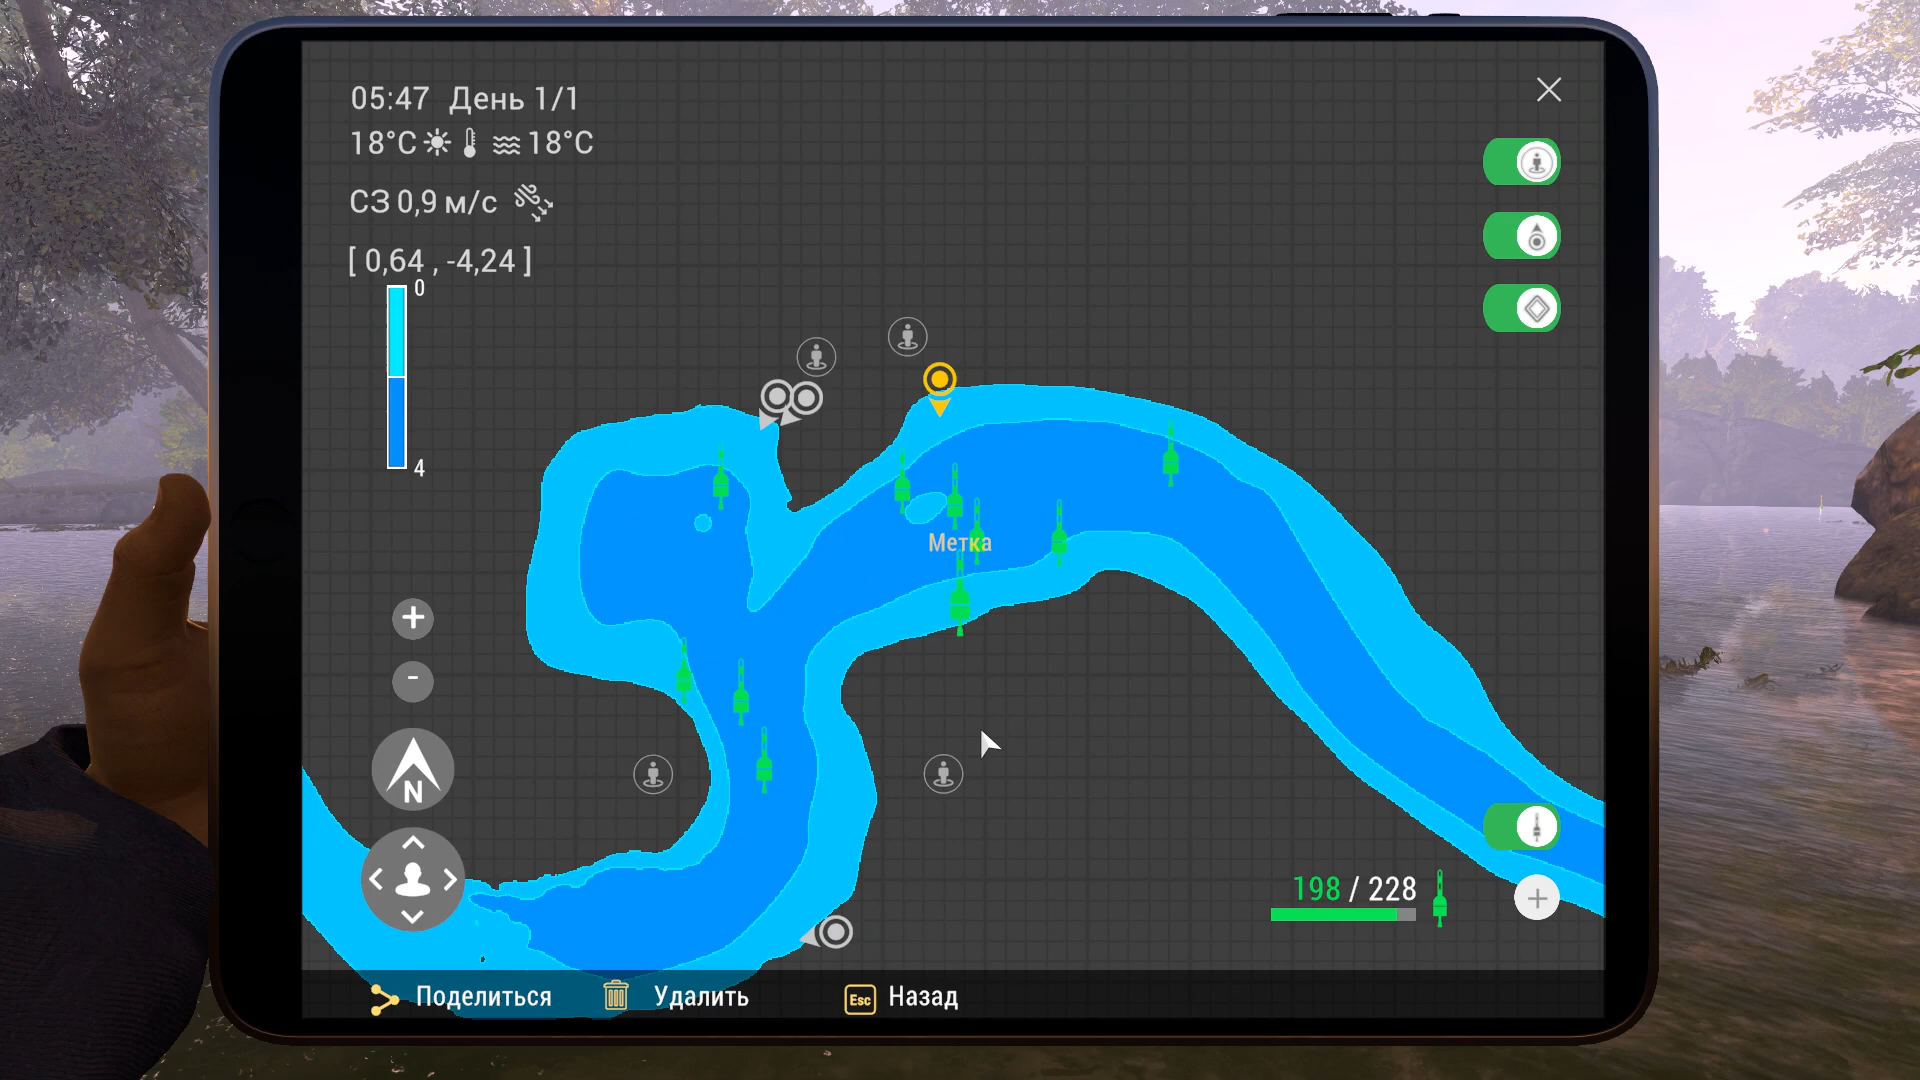 05:47 День 1/1
18°C 18°C
СЗ 0,9 м/с
[ 0,64 , -4,24 ]
0
4
Метка
+
-
N
198 / 228
+
Поделиться Удалить Esc Назад